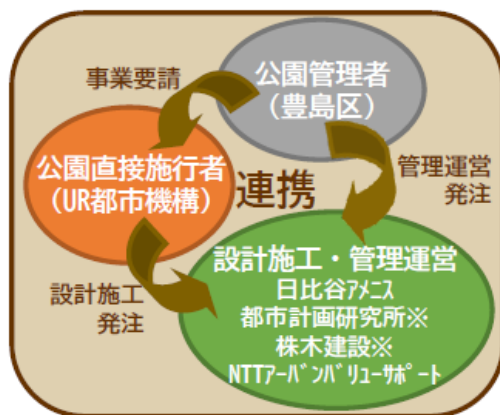 事業要請
公園管理者
(豊島区)
公園直接施行者
(UR都市機構)
連携
管理運営
発注
設計施工
発注
設計施工・管理運営
日比谷ｱﾒﾆｽ
都市計画研究所※
株木建設※
NTTｱｰﾊﾞﾝﾊﾞﾘｭｰｻﾎﾟｰﾄ